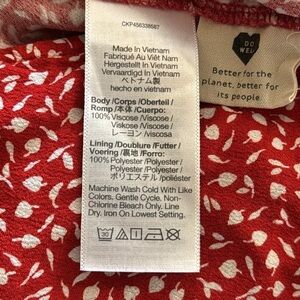 CKP456338587
Made In Vietnam
Fabriqué Au Viêt Nam
Hergestellt In Vietnam
Vervaardigd In Vietnam
ベトナム製
hecho en vietnam
Body/Corps/Oberteil/
Romp/本体/Cuerpo:
100%Viscose/Viscose/
Viskose/Viscose/
レーヨン/viscosa
Lining/Doublure/Futter/
Voering/裏地/Forro:
100%Polyester/Polyester/
Polyester/Polyester/
ポリエステル/poliéster
Machine Wash Cold With Like
Colors. Gentle Cycle. Non-
Chlorine Bleach Only. Line
Dry. Iron On Lowest Setting.
DO
WELL
Better for the
planet, better for
its people.